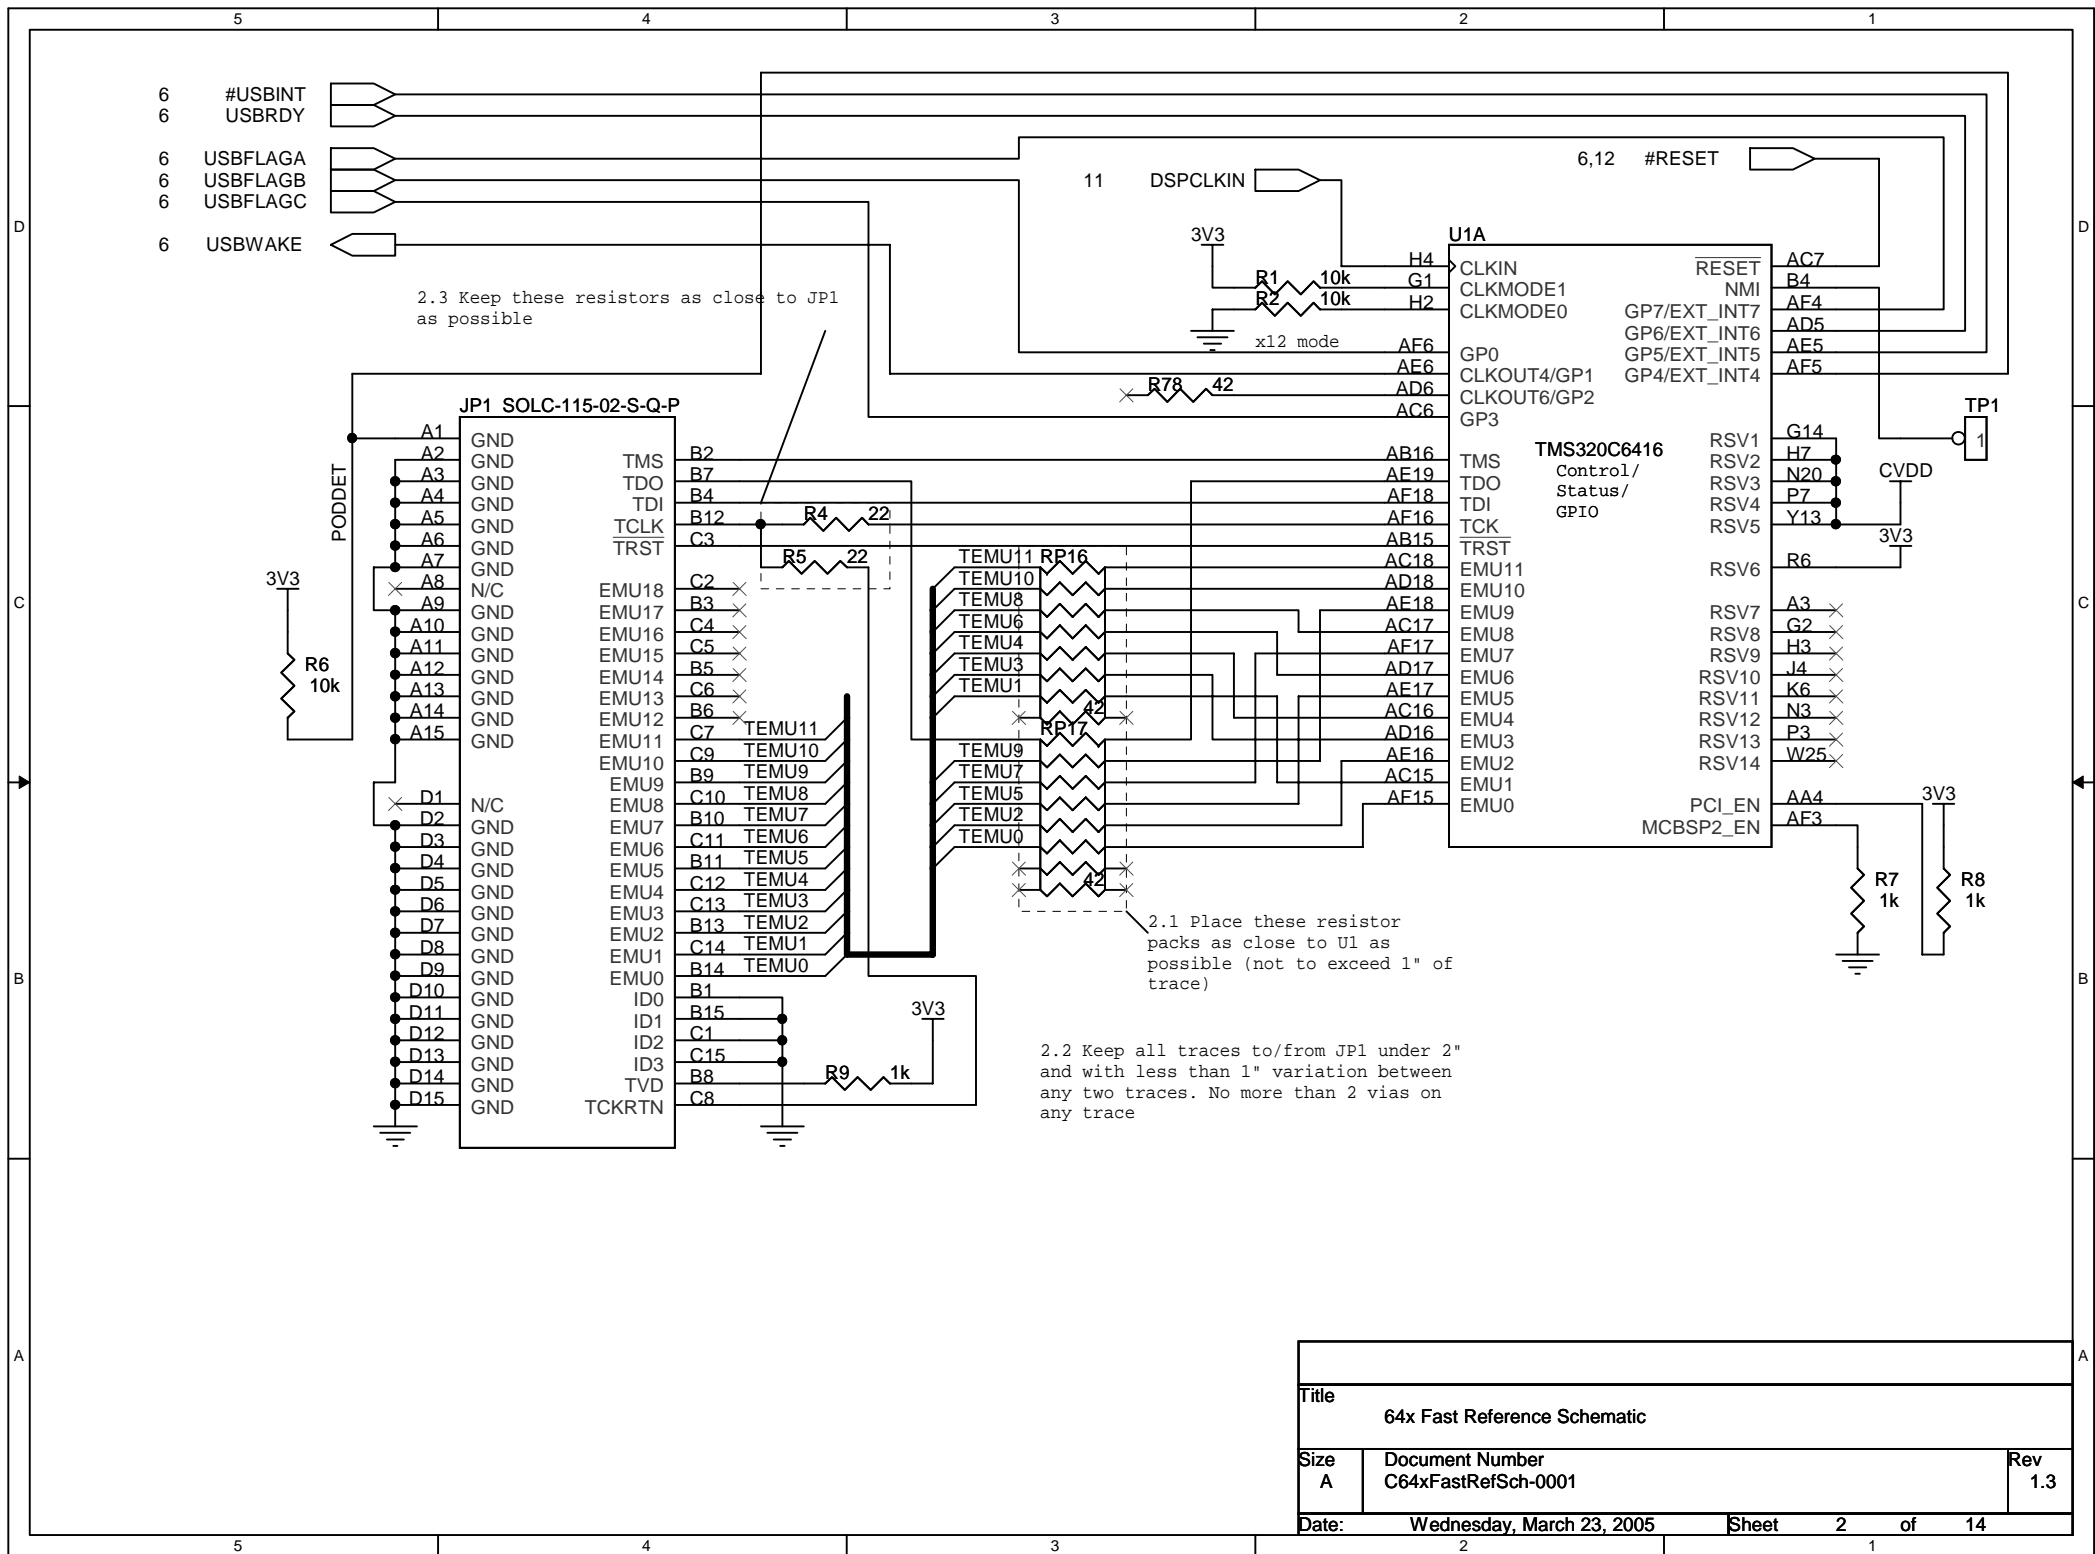 5 4 3 2 1
6 #USBINT
6 USBRDY
6 USBFLAGA
6 USBFLAGB
6 USBFLAGC
6 USBWAKE
11 DSPCLKIN
6,12 #RESET
D D
2.3 Keep these resistors as close to JP1
as possible
3V3
R1 10k
R2 10k
x12 mode
R78 42
U1A
H4 CLKIN
G1 CLKMODE1
H2 CLKMODE0
AF6 GP0
AE6 CLKOUT4/GP1
AD6 CLKOUT6/GP2
AC6 GP3
AB16 TMS
AE19 TDO
AF18 TDI
AF16 TCK
AB15 TRST
AC18 EMU11
AD18 EMU10
AE18 EMU9
AC17 EMU8
AF17 EMU7
AD17 EMU6
AE17 EMU5
AC16 EMU4
AD16 EMU3
AE16 EMU2
AC15 EMU1
AF15 EMU0
TMS320C6416
Control/
Status/
GPIO
RESET AC7
NMI B4
GP7/EXT_INT7 AF4
GP6/EXT_INT6 AD5
GP5/EXT_INT5 AE5
GP4/EXT_INT4 AF5
RSV1 G14
RSV2 H7
RSV3 N20
RSV4 P7
RSV5 Y13
RSV6 R6
RSV7 A3
RSV8 G2
RSV9 H3
RSV10 J4
RSV11 K6
RSV12 N3
RSV13 P3
RSV14 W25
PCI_EN AA4
MCBSP2_EN AF3
TP1
1
CVDD
3V3
3V3
R7
1k
R8
1k
JP1 SOLC-115-02-S-Q-P
PODDET
3V3
R6
10k
A1 GND
A2 GND
A3 GND
A4 GND
A5 GND
A6 GND
A7 GND
A8 N/C
A9 GND
A10 GND
A11 GND
A12 GND
A13 GND
A14 GND
A15 GND
D1 N/C
D2 GND
D3 GND
D4 GND
D5 GND
D6 GND
D7 GND
D8 GND
D9 GND
D10 GND
D11 GND
D12 GND
D13 GND
D14 GND
D15 GND
TMS B2
TDO B7
TDI B4
TCLK B12
TRST C3
EMU18 C2
EMU17 B3
EMU16 C4
EMU15 C5
EMU14 B5
EMU13 C6
EMU12 B6
EMU11 C7 TEMU11
EMU10 C9 TEMU10
EMU9 B9 TEMU9
EMU8 C10 TEMU8
EMU7 B10 TEMU7
EMU6 C11 TEMU6
EMU5 B11 TEMU5
EMU4 C12 TEMU4
EMU3 C13 TEMU3
EMU2 B13 TEMU2
EMU1 C14 TEMU1
EMU0 B14 TEMU0
ID0 B1
ID1 B15
ID2 C1
ID3 C15
TVD B8
TCKRTN C8
R4 22
R5 22
TEMU11 RP16
TEMU10
TEMU8
TEMU6
TEMU4
TEMU3
TEMU1
42
RP17
TEMU9
TEMU7
TEMU5
TEMU2
TEMU0
42
3V3
R9 1k
C C
2.1 Place these resistor
packs as close to U1 as
possible (not to exceed 1" of
trace)
B B
2.2 Keep all traces to/from JP1 under 2"
and with less than 1" variation between
any two traces. No more than 2 vias on
any trace
A A
Title
64x Fast Reference Schematic
Size Document Number Rev
A C64xFastRefSch-0001 1.3
Date: Wednesday, March 23, 2005 Sheet 2 of 14
5 4 3 2 1